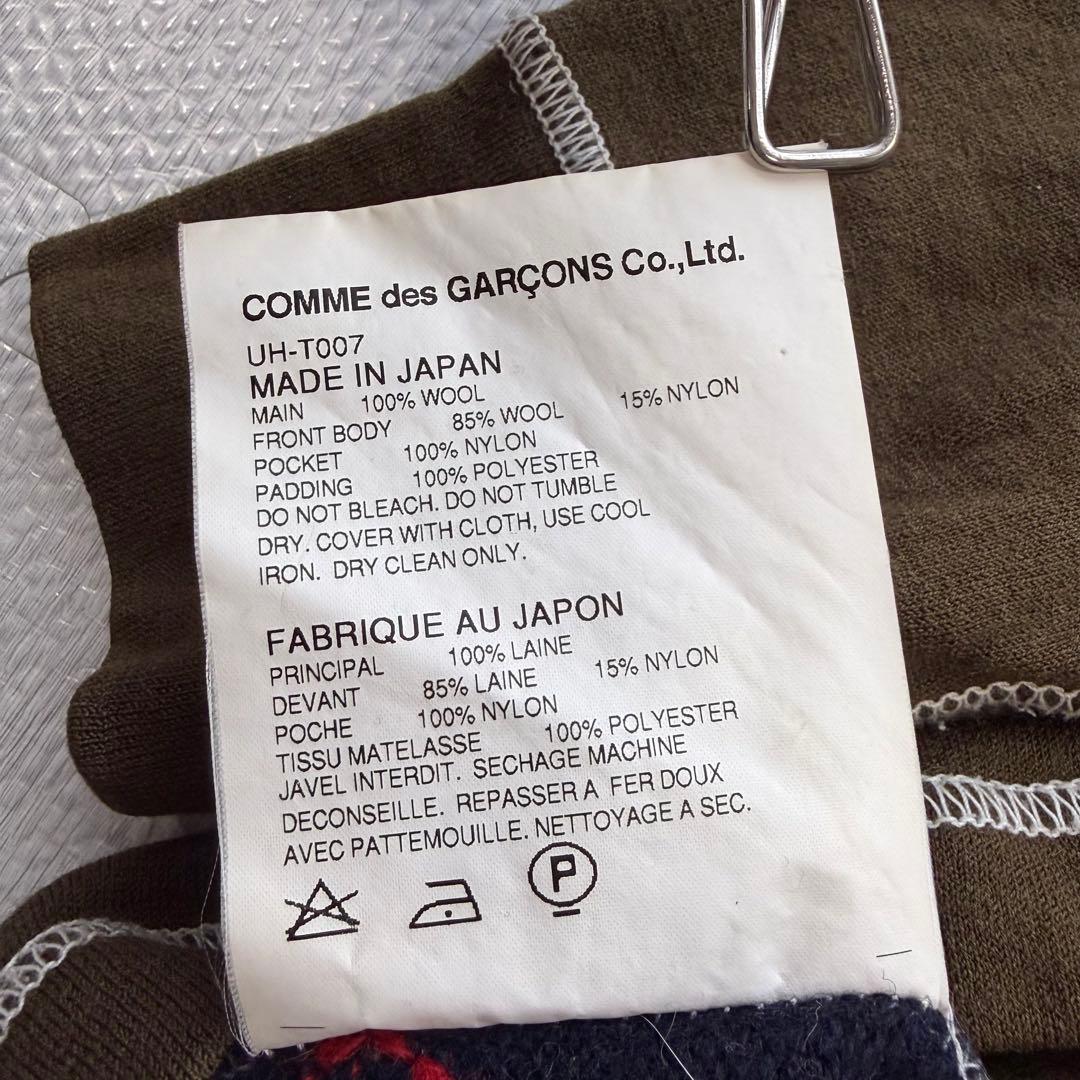 COMME des GARÇONS Co.,Ltd.
UH-T007
MADE IN JAPAN
MAIN 100% WOOL
FRONT BODY 85% WOOL 15% NYLON
POCKET 100% NYLON
PADDING 100% POLYESTER
DO NOT BLEACH. DO NOT TUMBLE
DRY. COVER WITH CLOTH, USE COOL
IRON. DRY CLEAN ONLY.
FABRIQUE AU JAPON
PRINCIPAL 100% LAINE
DEVANT 85% LAINE 15% NYLON
POCHE 100% NYLON
TISSU MATELASSE 100% POLYESTER
JAVEL INTERDIT. SECHAGE MACHINE
DECONSEILLE. REPASSER A FER DOUX
AVEC PATTEMOUILLE. NETTOYAGE A SEC.
P